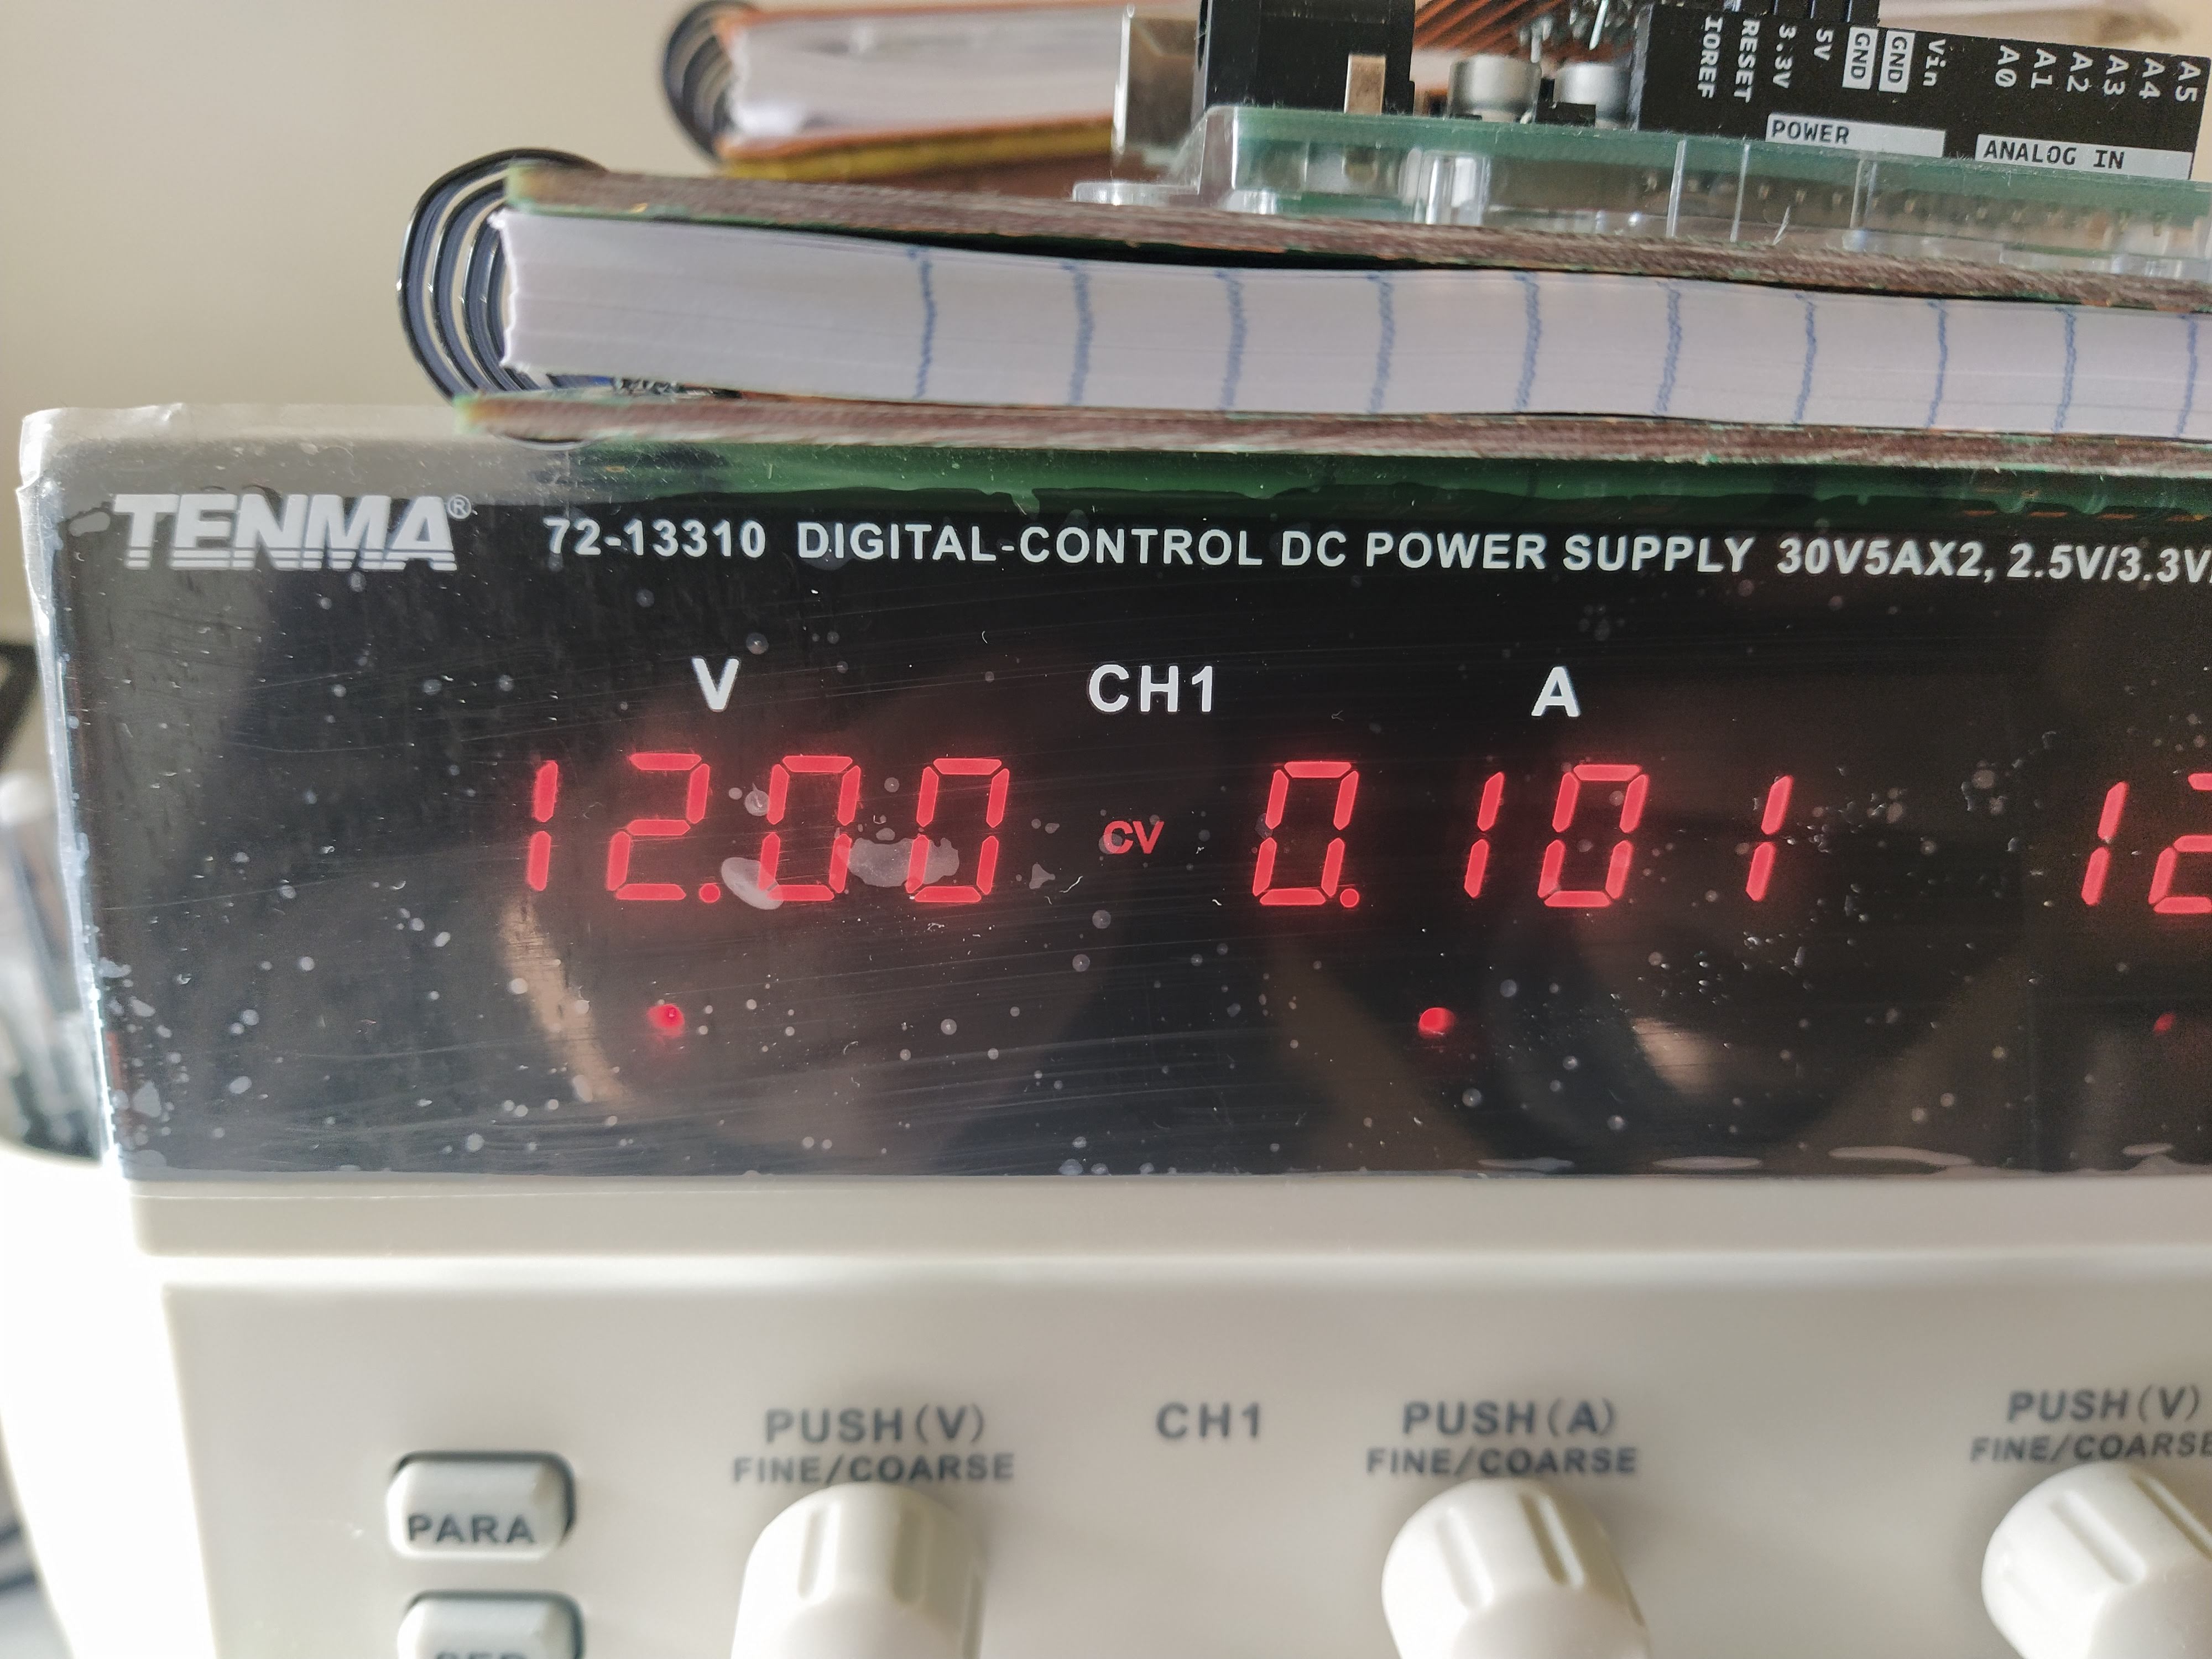 IOREF
RESET
3.3V
5V
GND
GND
Vin
A0
A1
A2
A3
A4
A5
POWER
ANALOG IN
TENMA® 72-13310 DIGITAL-CONTROL DC POWER SUPPLY 30V5AX2, 2.5V/3.3V/
V CH1 A
12.00 CV 0.101 12
PUSH(V) CH1 PUSH(A) PUSH(V)
FINE/COARSE FINE/COARSE FINE/COARSE
PARA